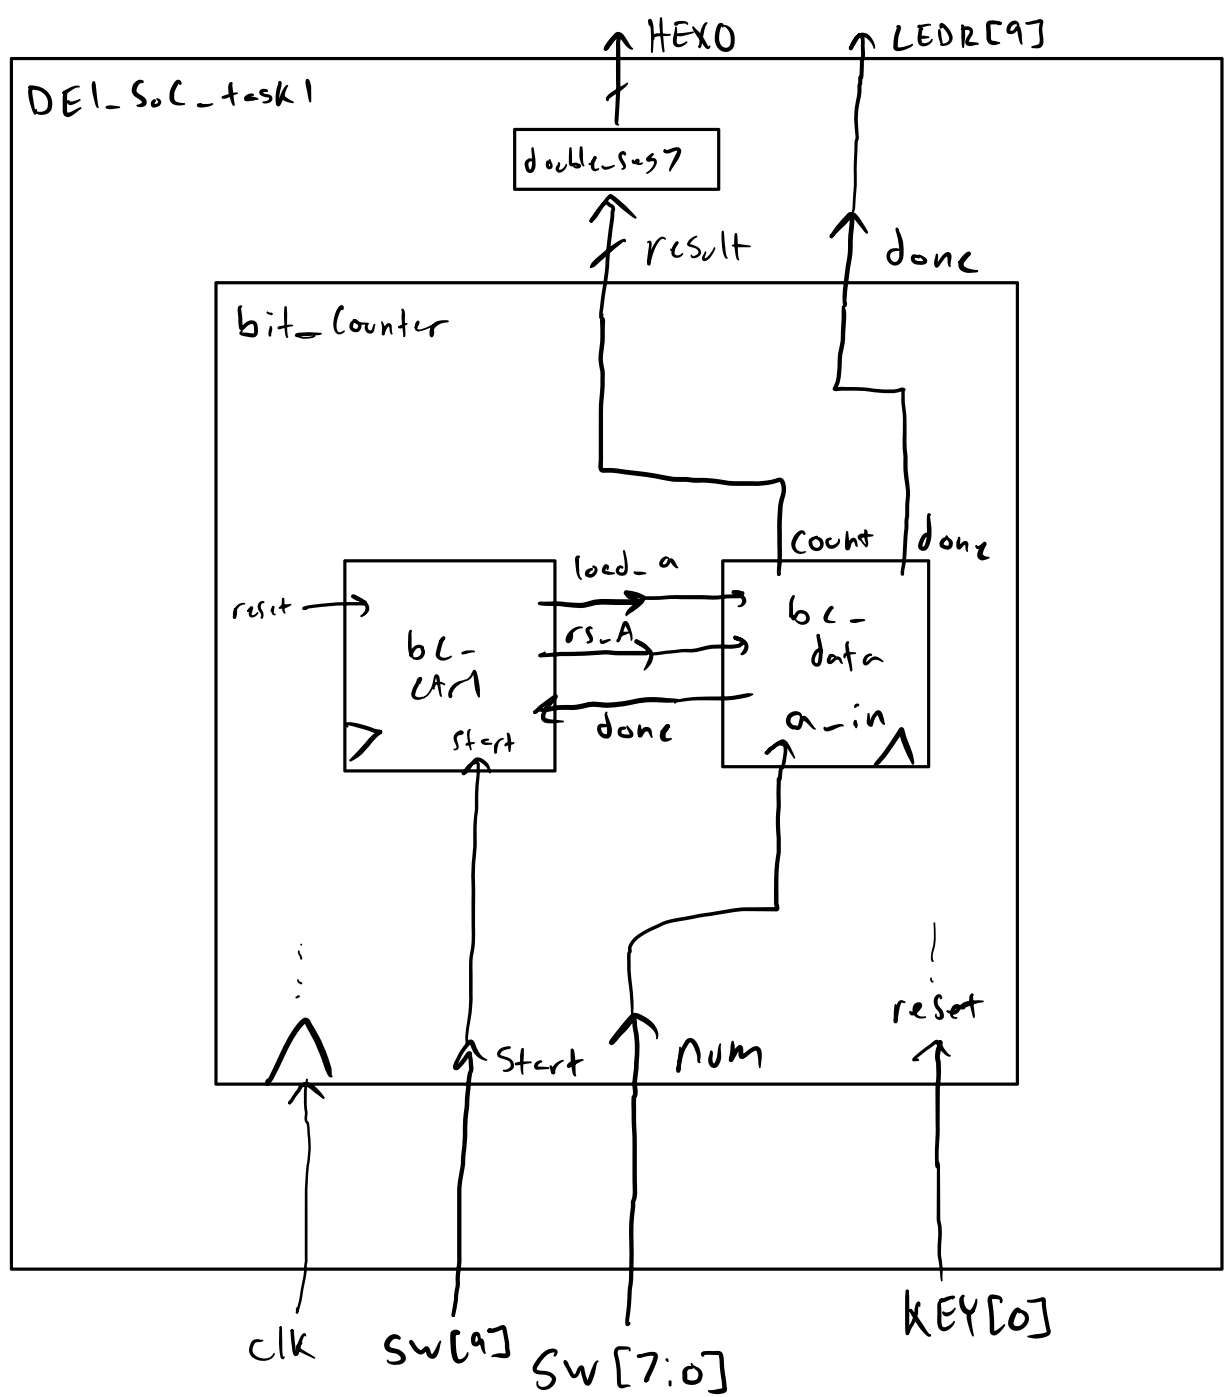 HEX0
LEDR[9]
DE1_SoC_task1
double_seg7
result
done
bit_counter
count
done
load_a
reset
rs_A
bc_
data
bc_
done
a_in
start
reset
start
num
clk
SW[9]
SW[7:0]
KEY[0]